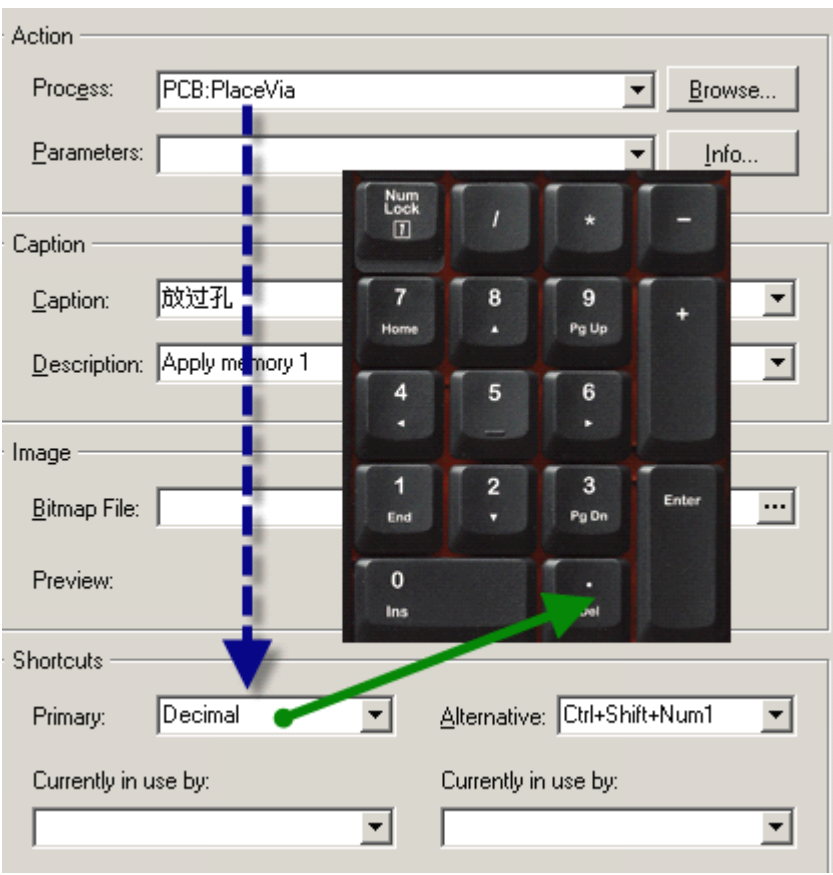 Action
Process: PCB:PlaceVia Browse...
Parameters: Info...
Caption
Caption: 放过孔
Description: Apply memory 1
Image
Bitmap File: ...
Preview:
Num
Lock
/ * -
7 8 9 +
Home Pg Up
4 5 6
1 2 3 Enter
End Pg Dn
0 .
Ins Del
Shortcuts
Primary: Decimal Alternative: Ctrl+Shift+Num1
Currently in use by: Currently in use by: